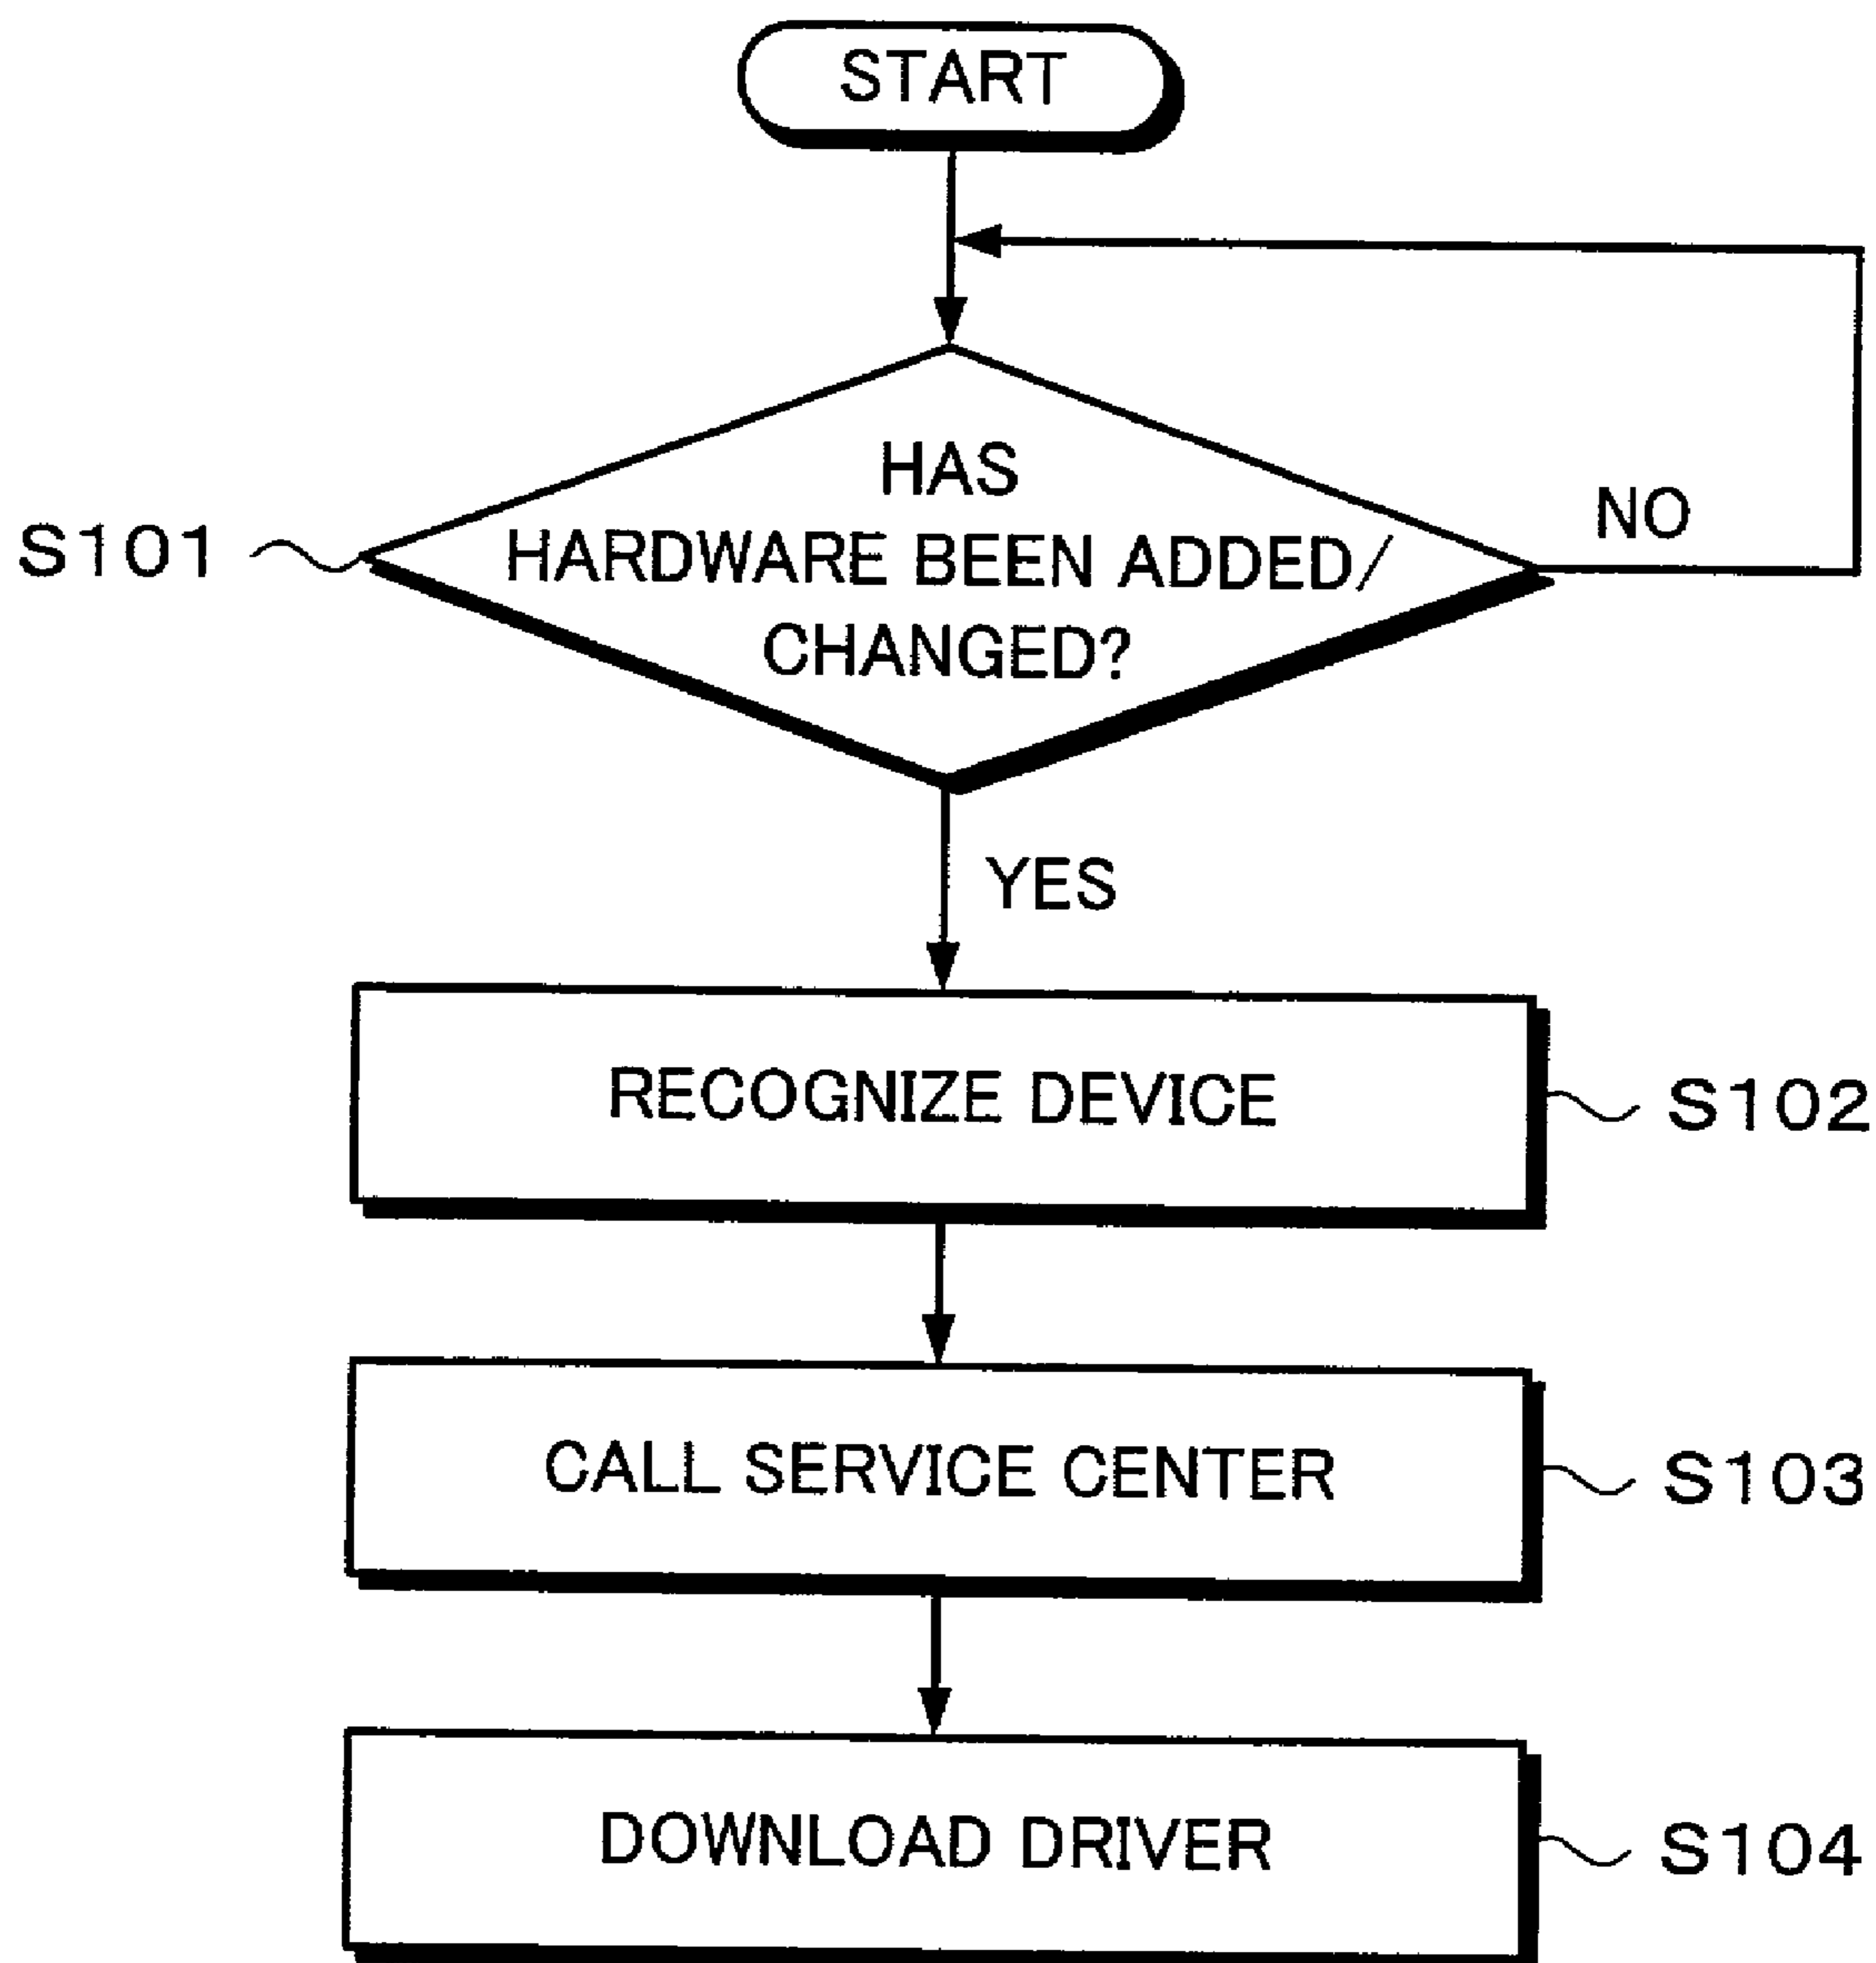 START
HAS
HARDWARE BEEN ADDED/
CHANGED?
NO
S101
YES
RECOGNIZE DEVICE
S102
CALL SERVICE CENTER
S103
DOWNLOAD DRIVER
S104